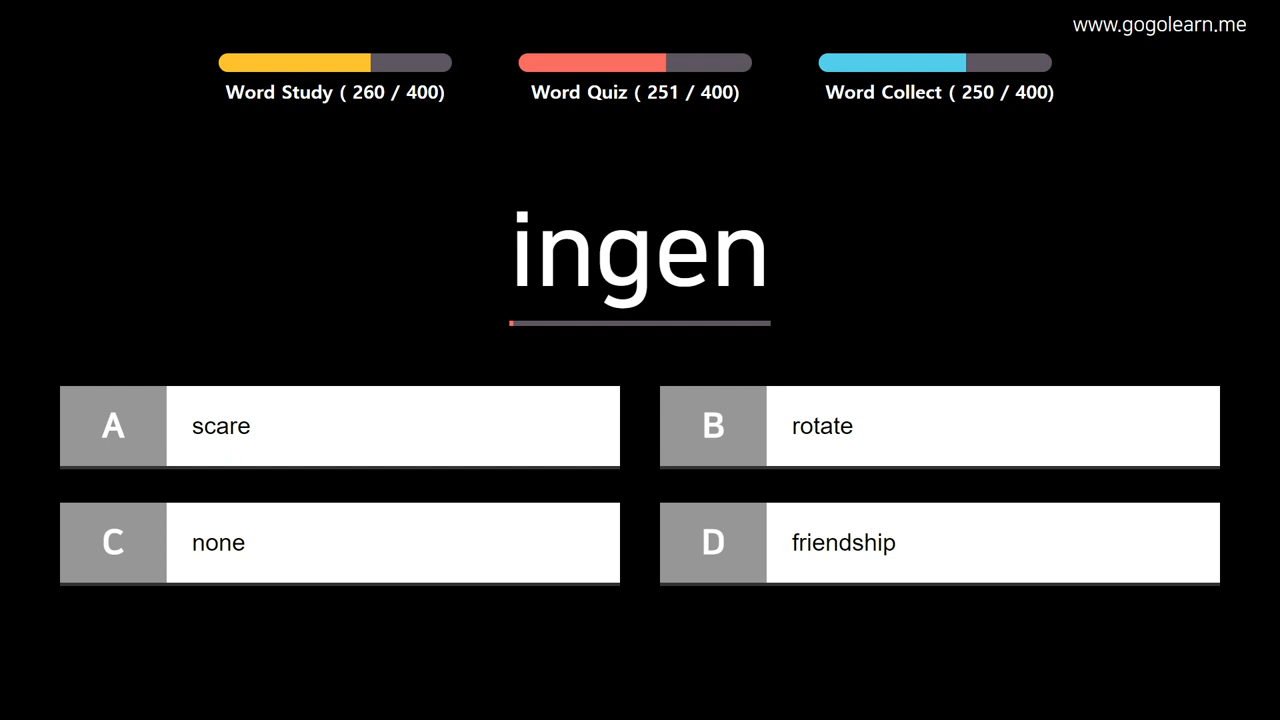 www.gogolearn.me
Word Study ( 260 / 400)
Word Quiz ( 251 / 400)
Word Collect ( 250 / 400)
ingen
A scare
B rotate
C none
D friendship